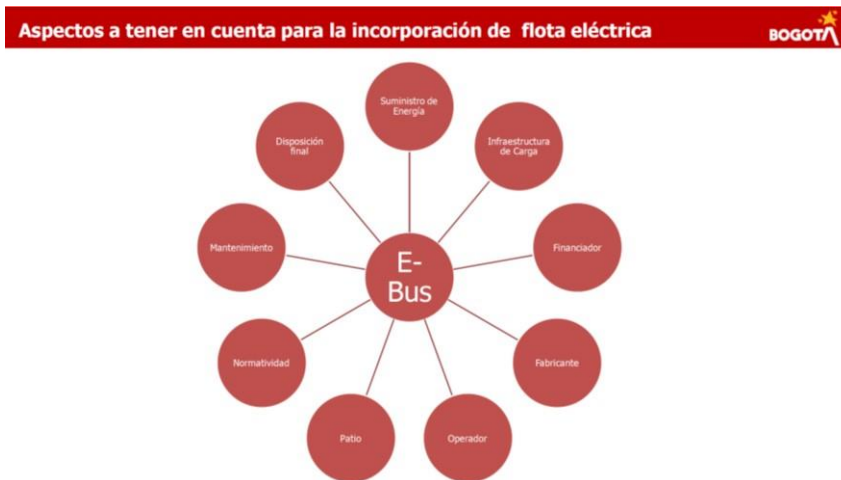 Aspectos a tener en cuenta para la incorporación de flota eléctrica
BOGOTÁ
Suministro de
Energía
Infraestructura
de Carga
Financiador
Fabricante
Operador
Patio
Normatividad
Mantenimiento
Disposición
final
E-
Bus